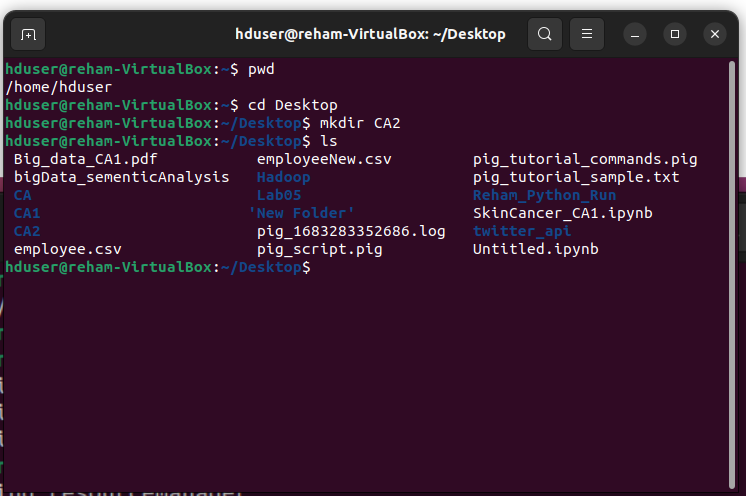 hduser@reham-VirtualBox: ~/Desktop
hduser@reham-VirtualBox:~$ pwd
/home/hduser
hduser@reham-VirtualBox:~$ cd Desktop
hduser@reham-VirtualBox:~/Desktop$ mkdir CA2
hduser@reham-VirtualBox:~/Desktop$ ls
Big_data_CA1.pdf employeeNew.csv pig_tutorial_commands.pig
bigData_sementicAnalysis Hadoop pig_tutorial_sample.txt
CA Lab05 Reham_Python_Run
CA1 'New Folder' SkinCancer_CA1.ipynb
CA2 pig_1683283352686.log twitter_api
employee.csv pig_script.pig Untitled.ipynb
hduser@reham-VirtualBox:~/Desktop$